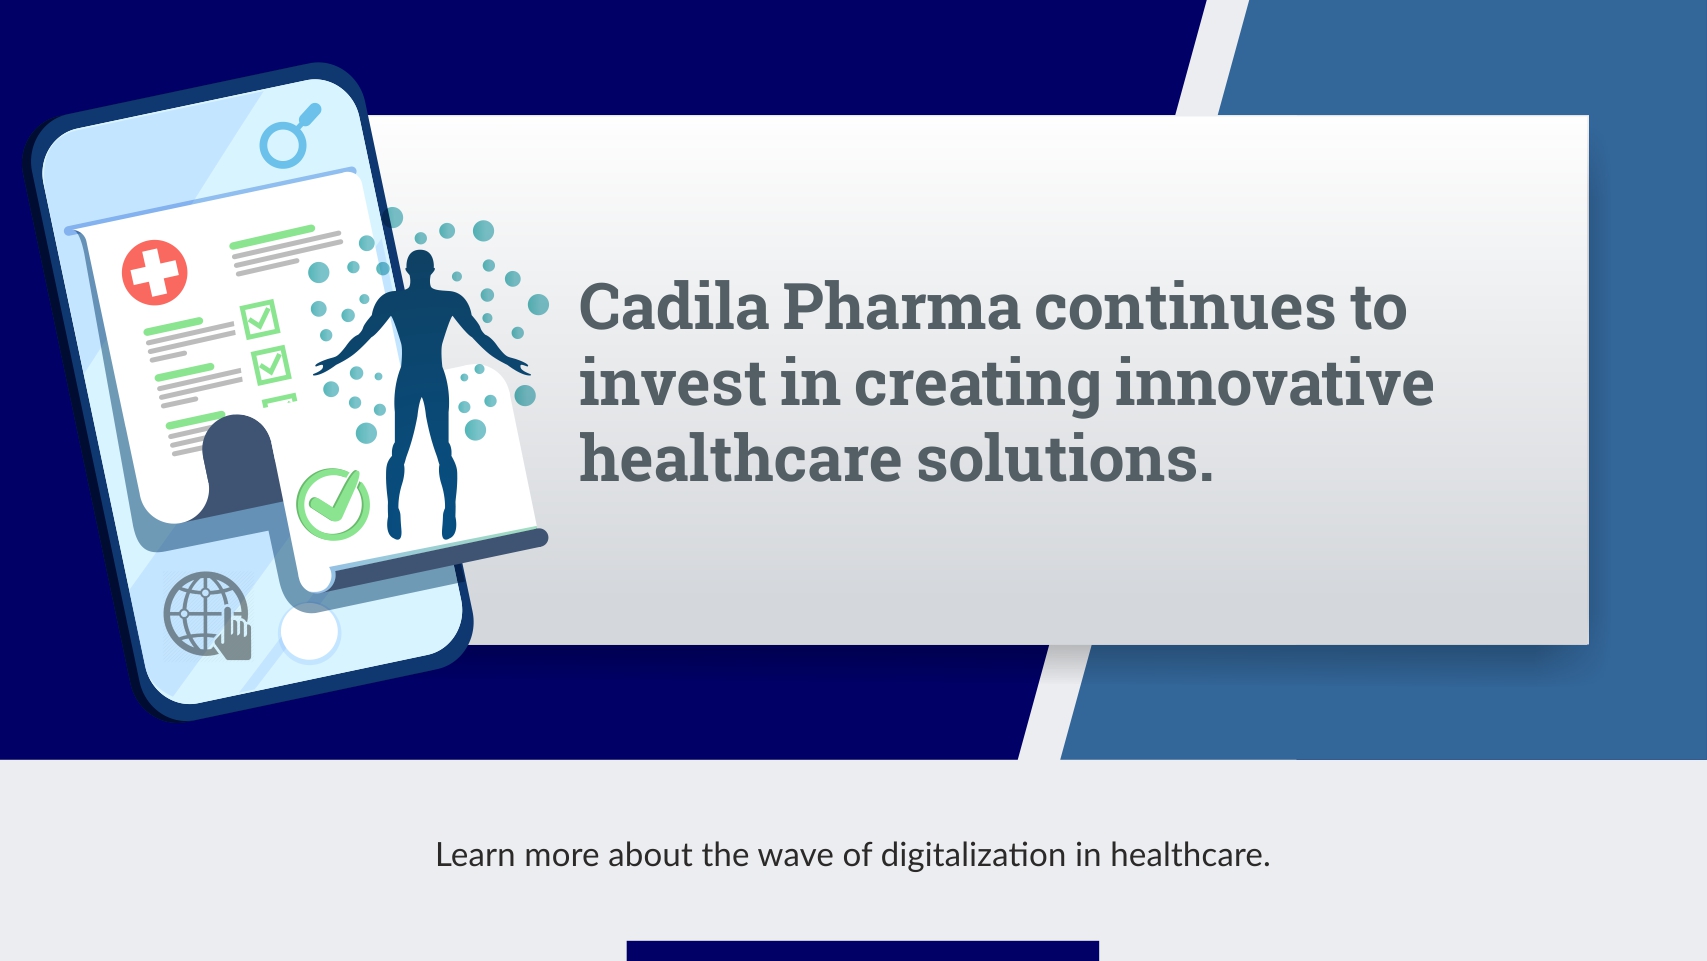 Cadila Pharma continues to
invest in creating innovative
healthcare solutions.
Learn more about the wave of digitalization in healthcare.